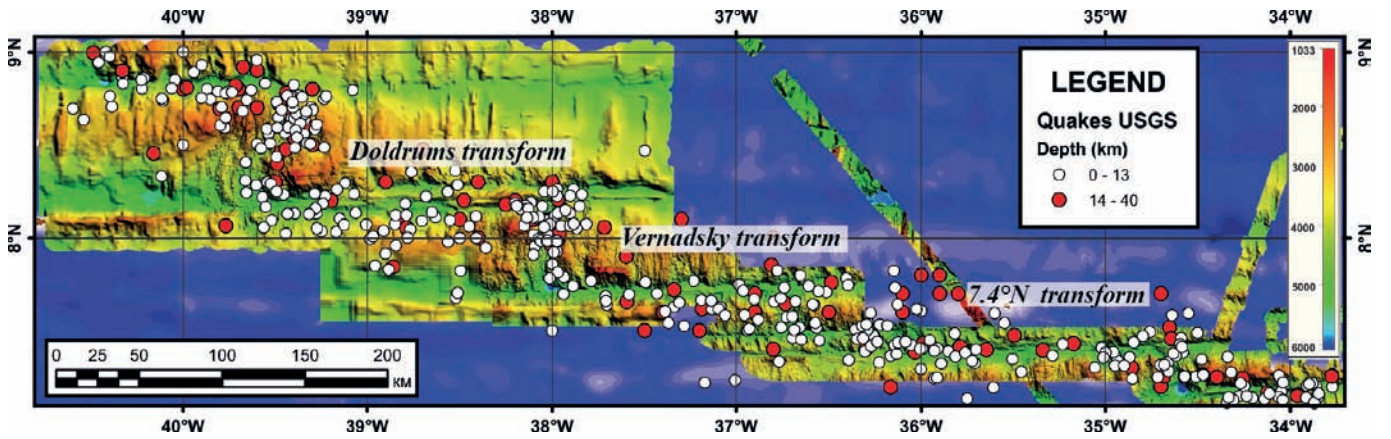 40°W 39°W 38°W 37°W 36°W 35°W 34°W
9°N
9°N
8°N
8°N
Doldrums transform
Vernadsky transform
7.4°N transform
LEGEND
Quakes USGS
Depth (km)
0 - 13
14 - 40
1033
2000
3000
4000
5000
6000
0 25 50 100 150 200
КМ
40°W 39°W 38°W 37°W 36°W 35°W 34°W